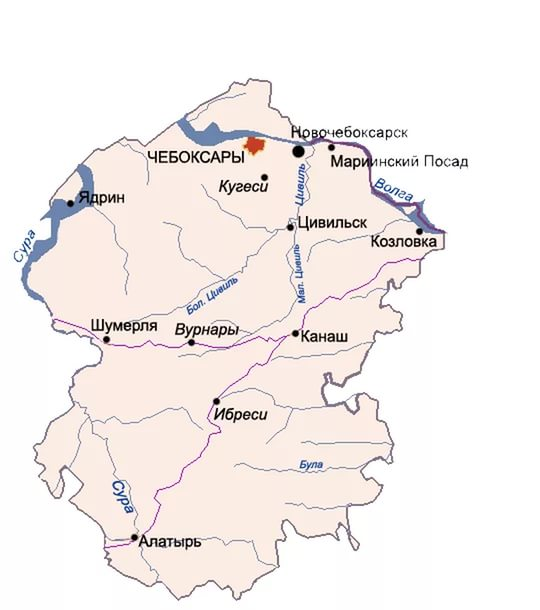 Новочебоксарск
ЧЕБОКСАРЫ
Мариинский Посад
Кугеси
Цивиль
Волга
Ядрин
Цивильск
Козловка
Сура
Мал. Цивиль
Бол. Цивиль
Шумерля
Вурнары
Канаш
Ибреси
Була
Сура
Алатырь